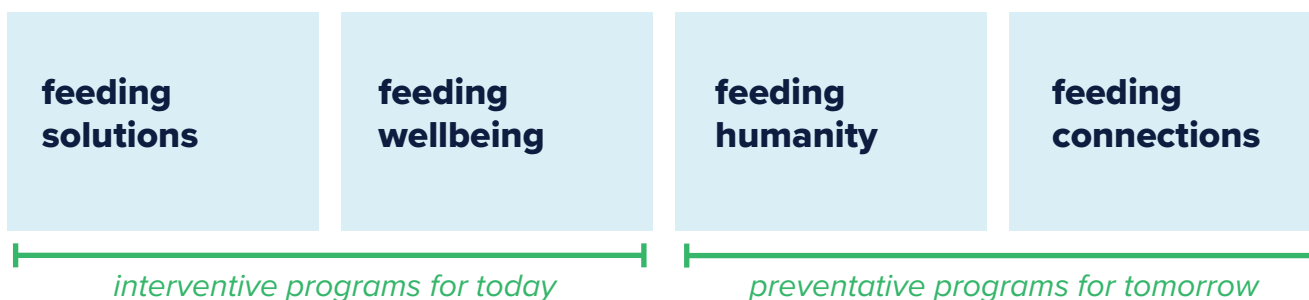 feeding
solutions
feeding
wellbeing
feeding
humanity
feeding
connections
interventive programs for today
preventative programs for tomorrow